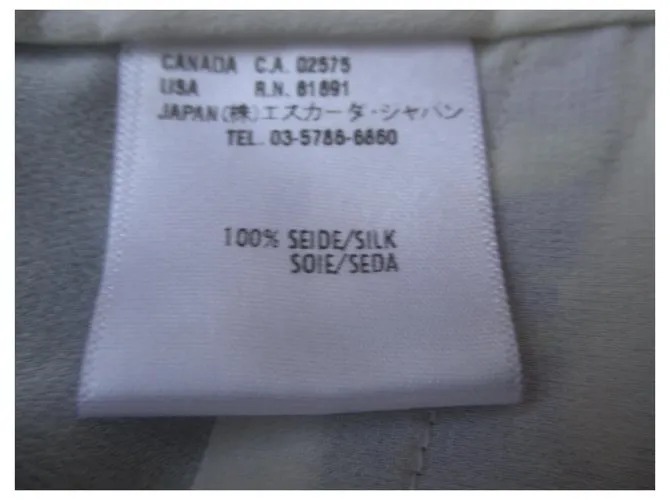 CANADA C.A. 02575
USA R.N. 81891
JAPAN(株)エスカーダ・シャパン
TEL. 03-5786-6860
100% SEIDE/SILK
SOIE/SEDA